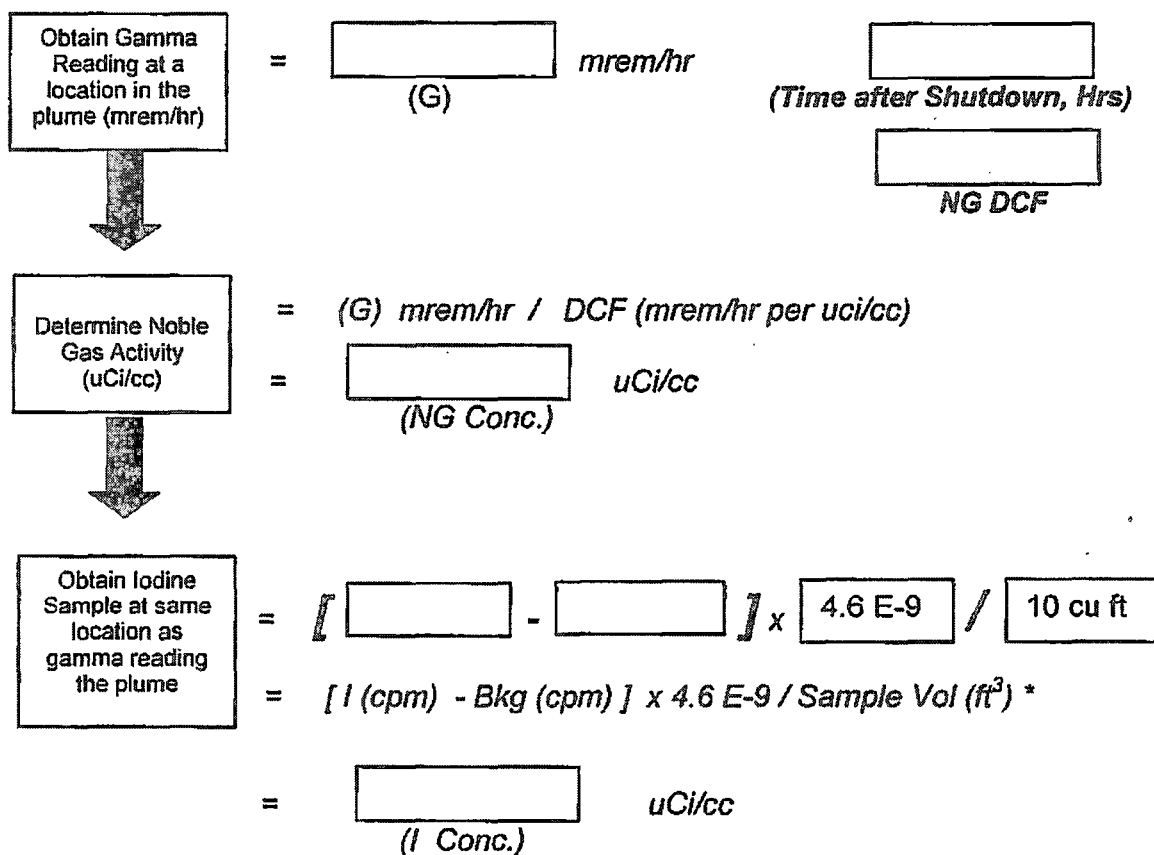 Obtain Gamma
Reading at a
location in the
plume (mrem/hr)
= mrem/hr
(G)
(Time after Shutdown, Hrs)
NG DCF
Determine Noble
Gas Activity
(uCi/cc)
= (G) mrem/hr / DCF (mrem/hr per uci/cc)
= uCi/cc
(NG Conc.)
Obtain Iodine
Sample at same
location as
gamma reading
the plume
= [ - ] x 4.6 E-9 / 10 cu ft
= [ I (cpm) - Bkg (cpm) ] x 4.6 E-9 / Sample Vol (ft³) *
= uCi/cc
(I Conc.)